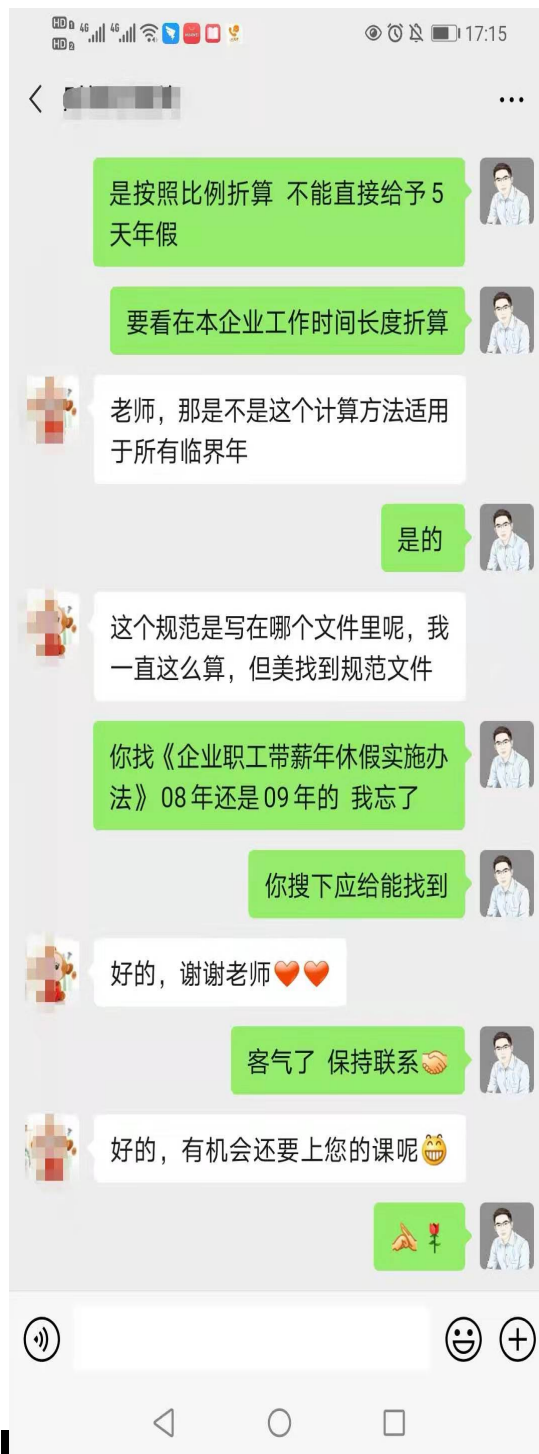 HD 1 4G 4G 17:15
HD 2
是按照比例折算 不能直接给予5
天年假
要看在本企业工作时间长度折算
老师，那是不是这个计算方法适用
于所有临界年
是的
这个规范是写在哪个文件里呢，我
一直这么算，但美找到规范文件
你找《企业职工带薪年休假实施办
法》08年还是09年的 我忘了
你搜下应给能找到
好的，谢谢老师
客气了 保持联系
好的，有机会还要上您的课呢